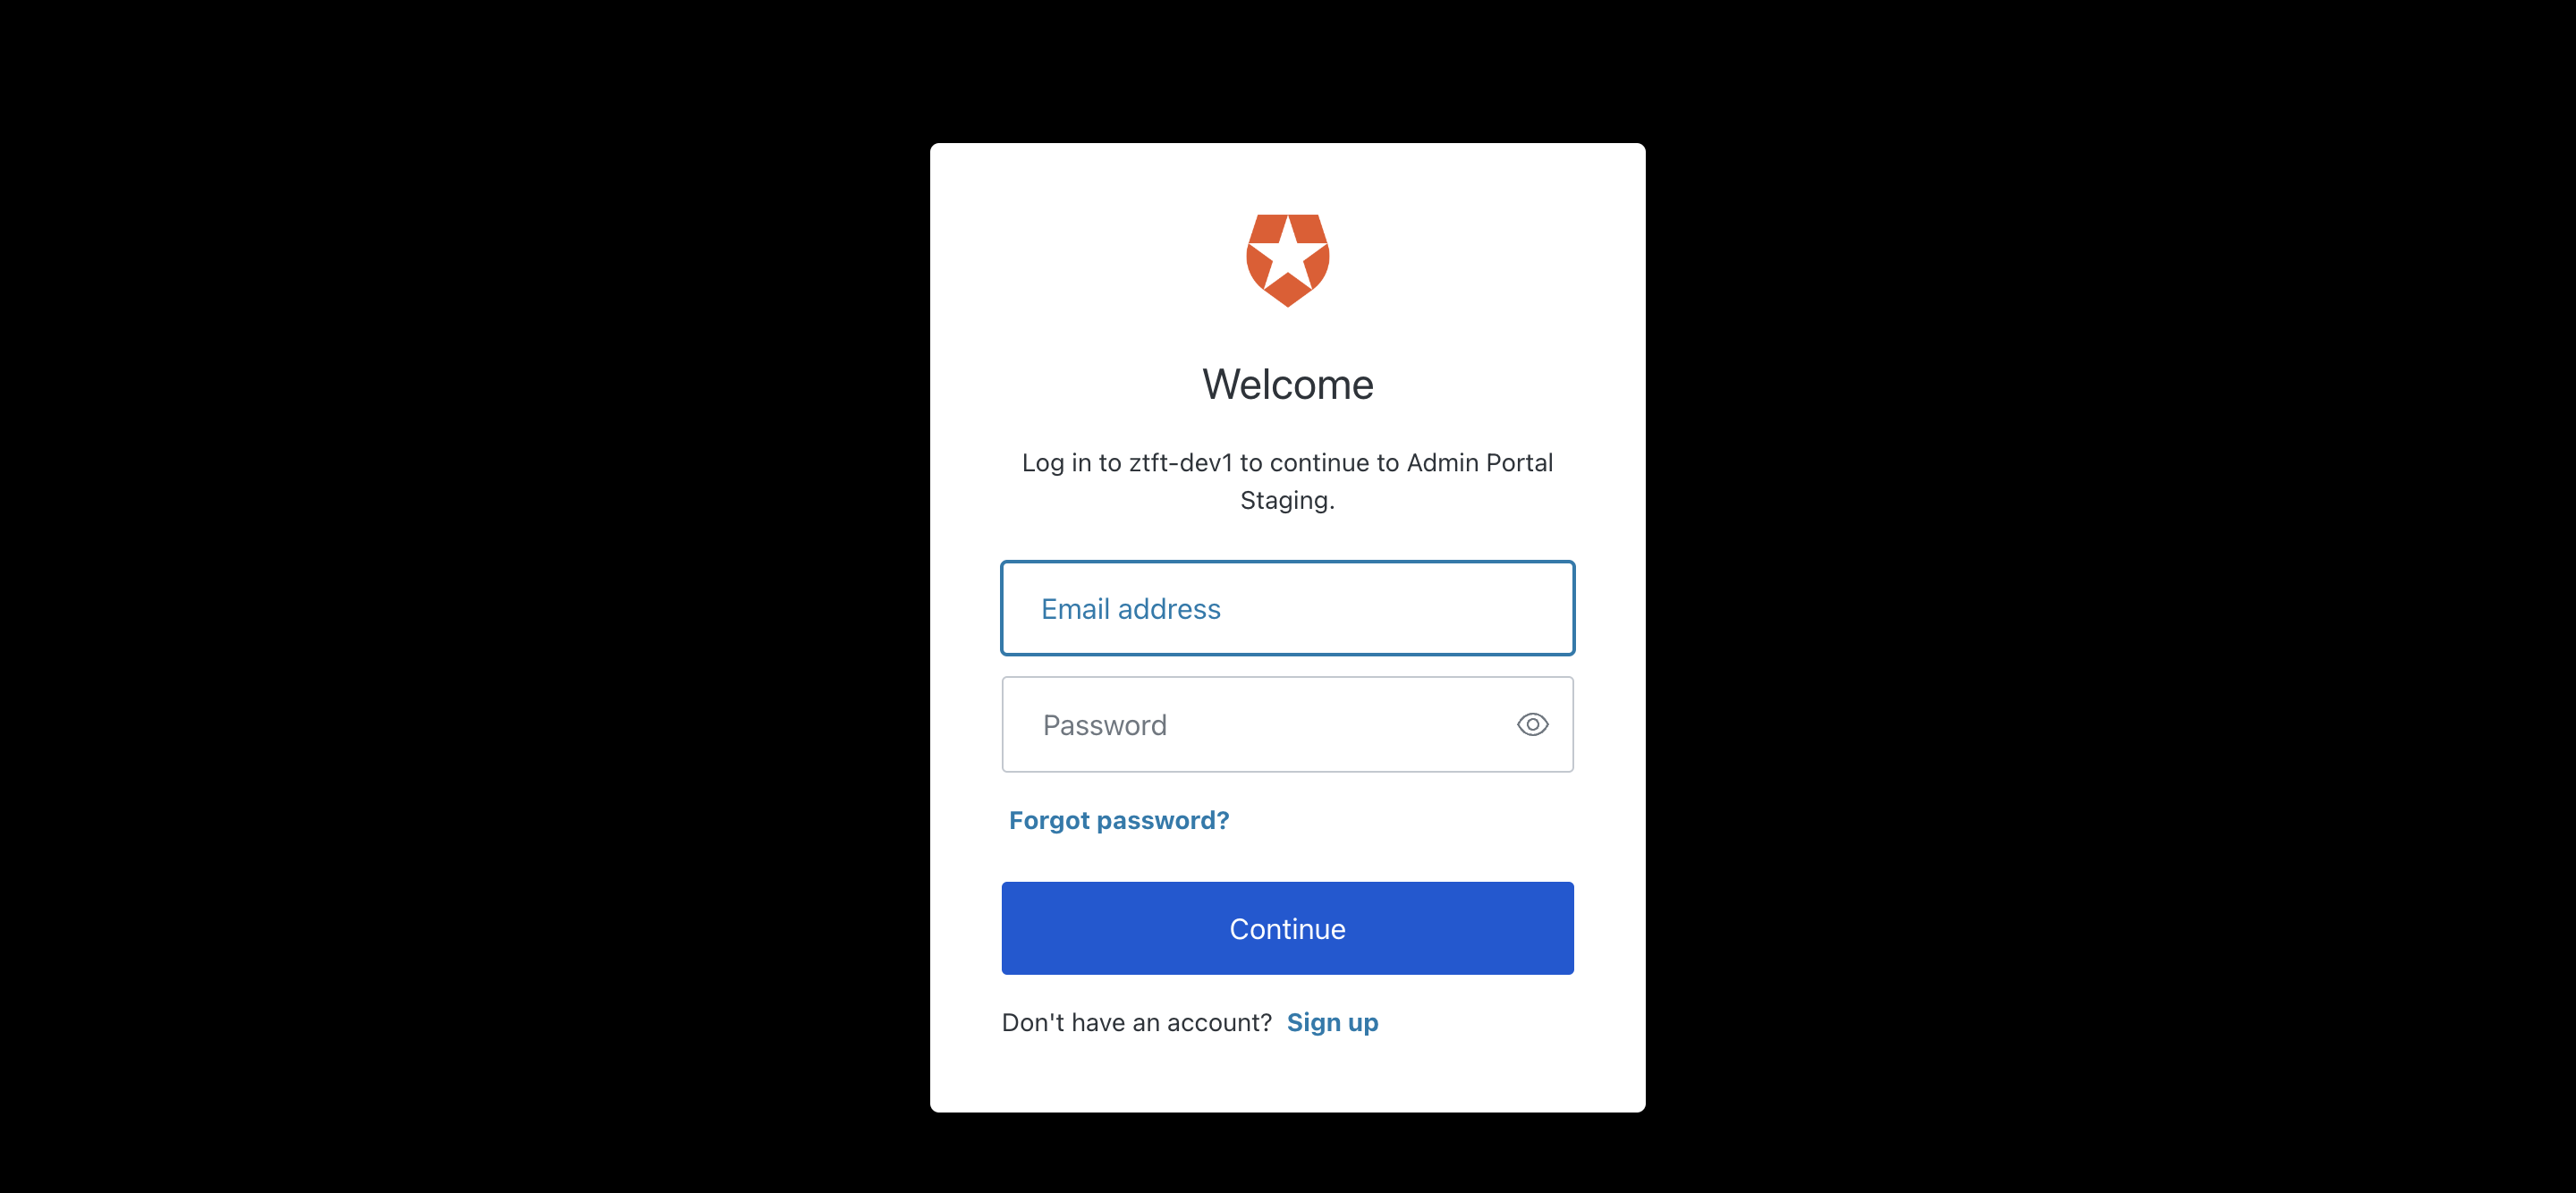 Welcome
Log in to ztft-dev1 to continue to Admin Portal
Staging.
Email address
Password
Forgot password?
Continue
Don't have an account? Sign up